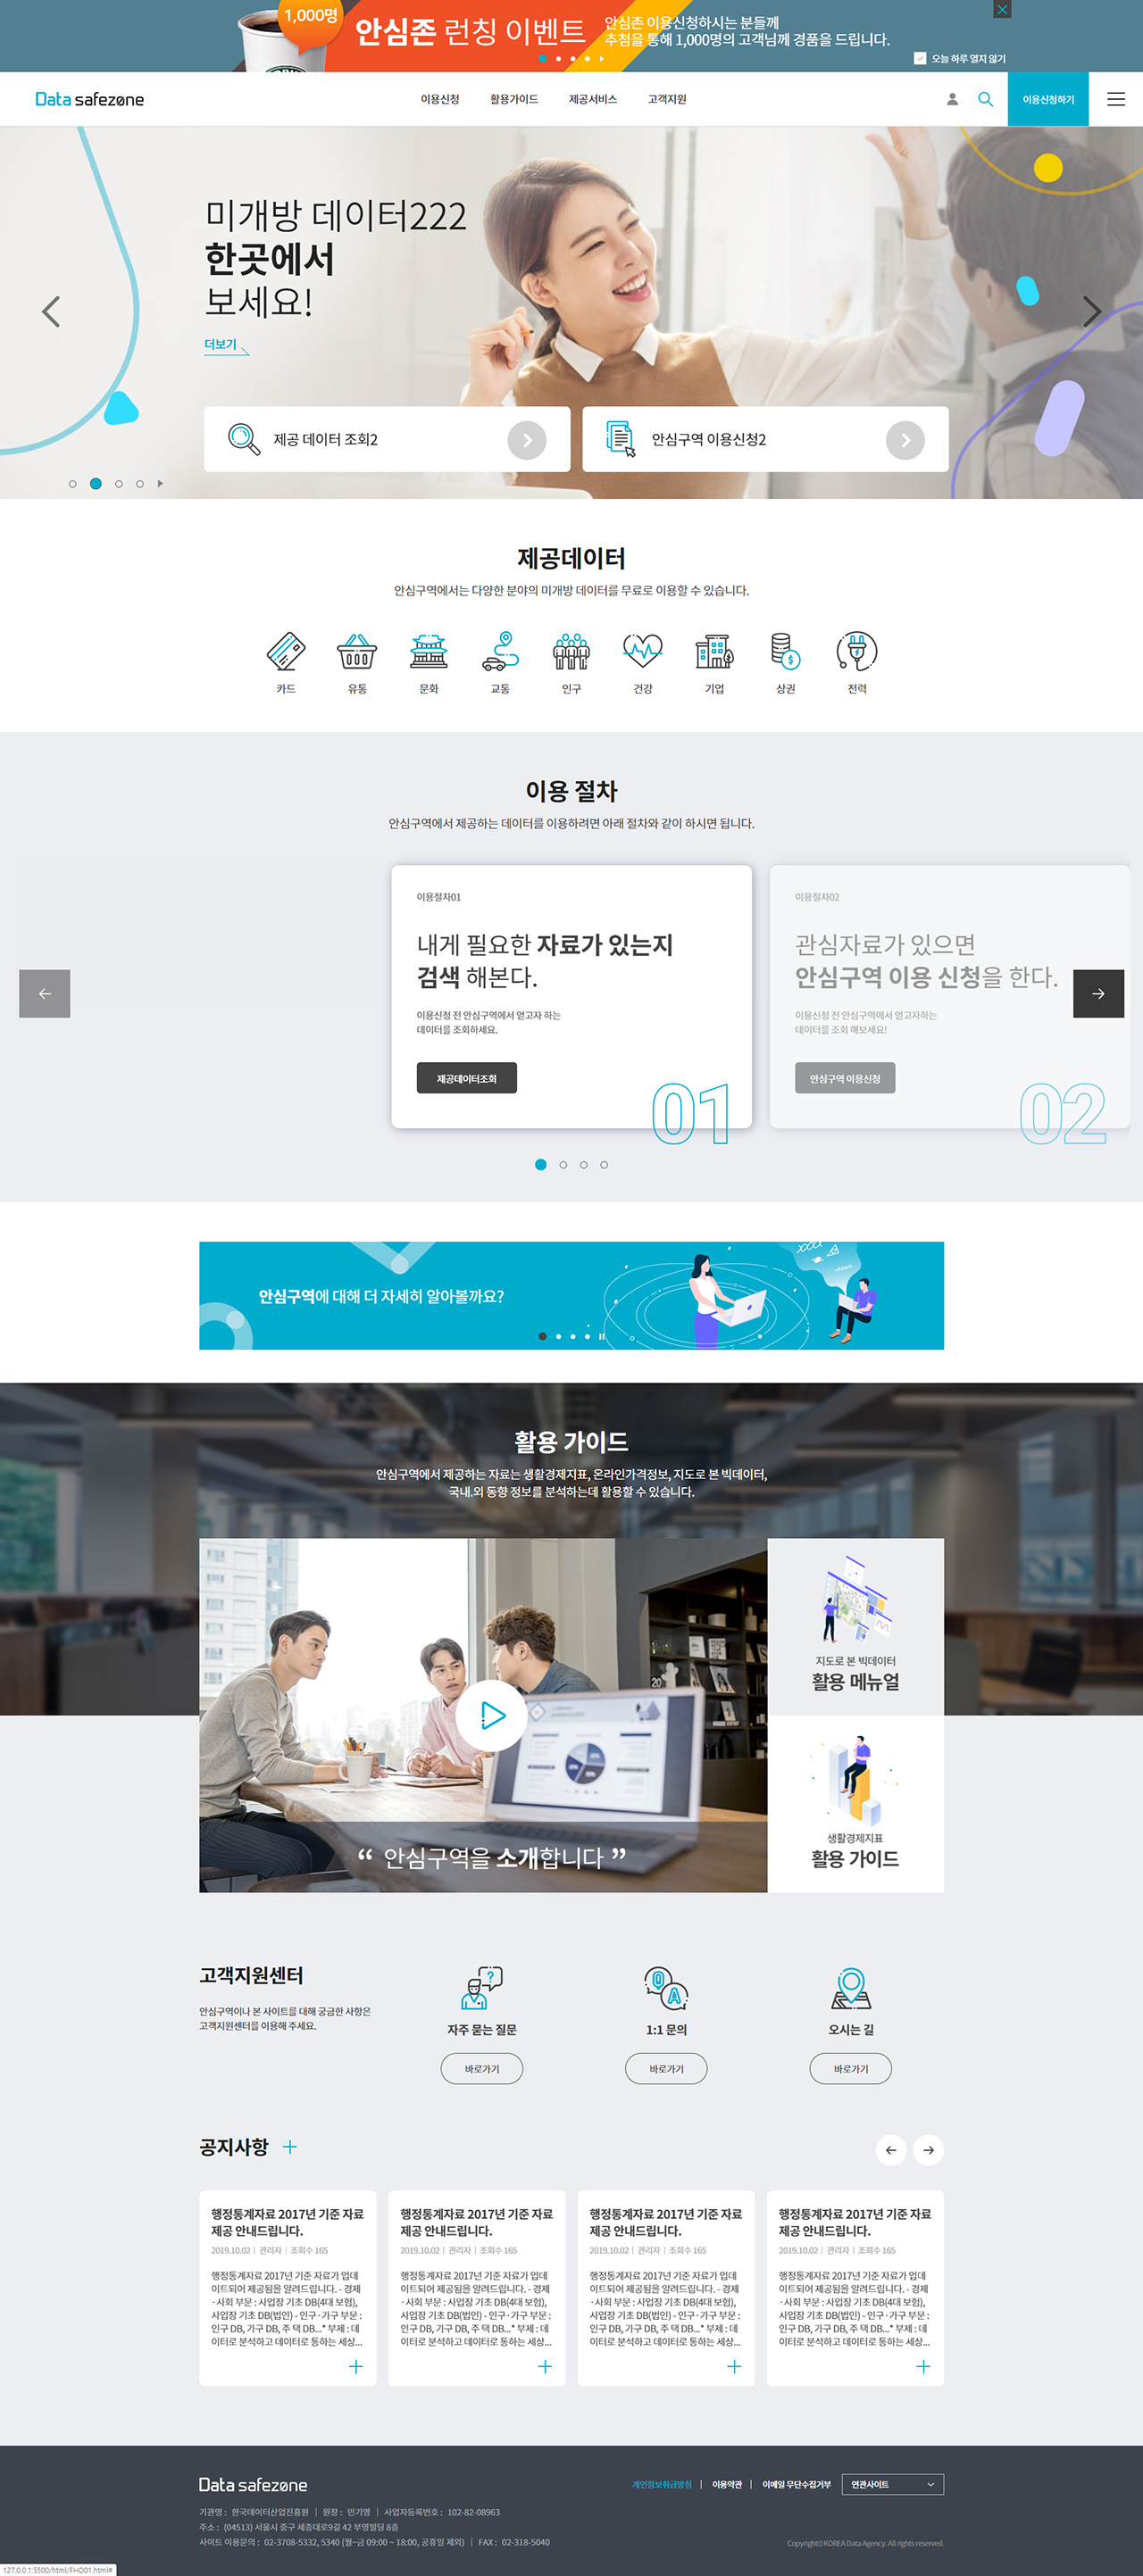 1,000명
안심존 런칭 이벤트
안심존 이용신청하시는 분들께
추첨을 통해 1,000명의 고객님께 경품을 드립니다.
오늘 하루 열지 않기
Data safezone
이용신청 활용가이드 제공서비스 고객지원
이용신청하기
미개방 데이터222
한곳에서
보세요!
더보기
제공 데이터 조회2
안심구역 이용신청2
제공데이터
안심구역에서는 다양한 분야의 미개방 데이터를 무료로 이용할 수 있습니다.
카드 유통 문화 교통 인구 건강 기업 상권 전력
이용 절차
안심구역에서 제공하는 데이터를 이용하려면 아래 절차와 같이 하시면 됩니다.
이용절차01
내게 필요한 자료가 있는지
검색 해본다.
이용신청 전 안심구역에서 얻고자 하는
데이터를 조회하세요.
제공데이터조회
01
이용절차02
관심자료가 있으면
안심구역 이용 신청을 한다.
이용신청 전 안심구역에서 얻고자하는
데이터를 조회 해보세요!
안심구역 이용신청
02
안심구역에 대해 더 자세히 알아볼까요?
활용 가이드
안심구역에서 제공하는 자료는 생활경제지표, 온라인가격정보, 지도로 본 빅데이터,
국내.외 동향 정보를 분석하는데 활용할 수 있습니다.
지도로 본 빅데이터
활용 메뉴얼
생활경제지표
활용 가이드
“ 안심구역을 소개합니다 ”
고객지원센터
안심구역이나 본 사이트를 대해 궁금한 사항은
고객지원센터를 이용해 주세요.
자주 묻는 질문
바로가기
1:1 문의
바로가기
오시는 길
바로가기
공지사항
행정통계자료 2017년 기준 자료
제공 안내드립니다.
2019.10.02 | 관리자 | 조회수 165
행정통계자료 2017년 기준 자료가 업데
이트되어 제공됨을 알려드립니다. - 경제
·사회 부문 : 사업장 기초 DB(4대 보험),
사업장 기초 DB(법인) - 인구·가구 부문 :
인구 DB, 가구 DB, 주 택 DB...* 부제 : 데
이터로 분석하고 데이터로 통하는 세상...
행정통계자료 2017년 기준 자료
제공 안내드립니다.
2019.10.02 | 관리자 | 조회수 165
행정통계자료 2017년 기준 자료가 업데
이트되어 제공됨을 알려드립니다. - 경제
·사회 부문 : 사업장 기초 DB(4대 보험),
사업장 기초 DB(법인) - 인구·가구 부문 :
인구 DB, 가구 DB, 주 택 DB...* 부제 : 데
이터로 분석하고 데이터로 통하는 세상...
행정통계자료 2017년 기준 자료
제공 안내드립니다.
2019.10.02 | 관리자 | 조회수 165
행정통계자료 2017년 기준 자료가 업데
이트되어 제공됨을 알려드립니다. - 경제
·사회 부문 : 사업장 기초 DB(4대 보험),
사업장 기초 DB(법인) - 인구·가구 부문 :
인구 DB, 가구 DB, 주 택 DB...* 부제 : 데
이터로 분석하고 데이터로 통하는 세상...
행정통계자료 2017년 기준 자료
제공 안내드립니다.
2019.10.02 | 관리자 | 조회수 165
행정통계자료 2017년 기준 자료가 업데
이트되어 제공됨을 알려드립니다. - 경제
·사회 부문 : 사업장 기초 DB(4대 보험),
사업장 기초 DB(법인) - 인구·가구 부문 :
인구 DB, 가구 DB, 주 택 DB...* 부제 : 데
이터로 분석하고 데이터로 통하는 세상...
Data safezone
개인정보취급방침 | 이용약관 | 이메일 무단수집거부
연관사이트
기관명 : 한국데이터산업진흥원 | 원장 : 민기영 | 사업자등록번호 : 102-82-08963
주소 : (04513) 서울시 중구 세종대로9길 42 부영빌딩 8층
사이트 이용문의 : 02-3708-5332, 5340 (월~금 09:00 ~ 18:00, 공휴일 제외) | FAX : 02-318-5040
Copyright©KOREA Data Agency. All rights reserved.
127.0.0.1:5500/html/FHO01.html#